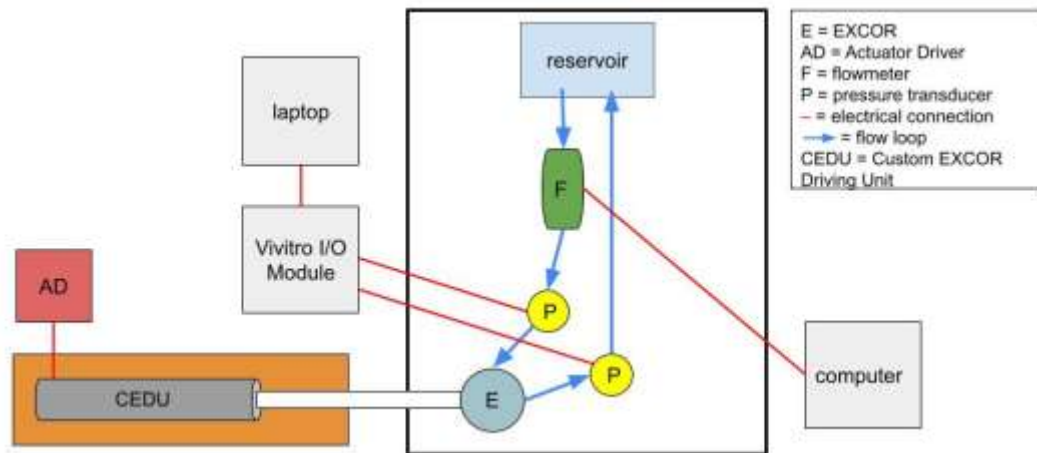 reservoir
laptop
F
Vivitro I/O
Module
AD
P
P
CEDU
E
computer
E = EXCOR
AD = Actuator Driver
F = flowmeter
P = pressure transducer
– = electrical connection
= flow loop
CEDU = Custom EXCOR
Driving Unit